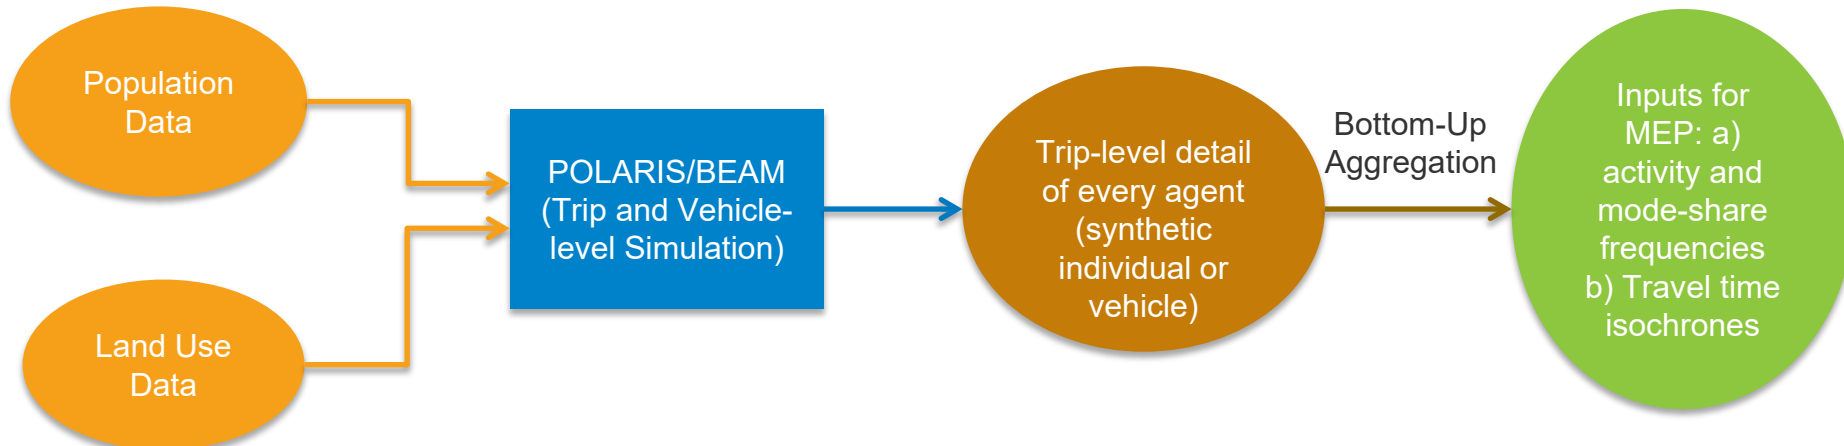 Population
Data
Land Use
Data
POLARIS/BEAM
(Trip and Vehicle-
level Simulation)
Trip-level detail
of every agent
(synthetic
individual or
vehicle)
Bottom-Up
Aggregation
Inputs for
MEP: a)
activity and
mode-share
frequencies
b) Travel time
isochrones